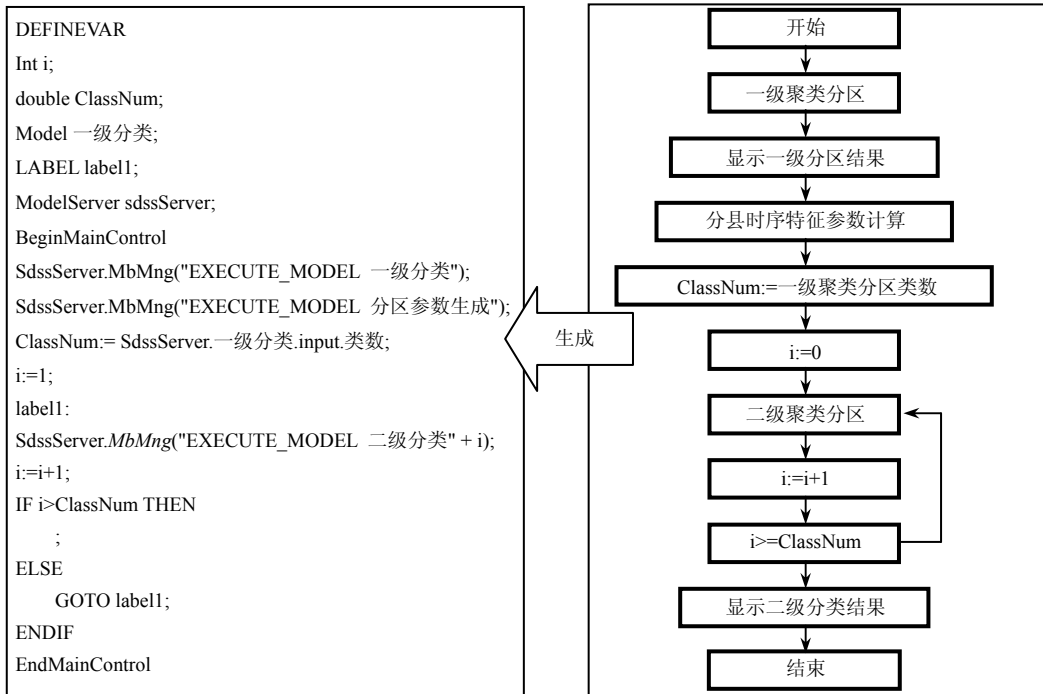 DEFINEVAR
Int i;
double ClassNum;
Model 一级分类;
LABEL label1;
ModelServer sdssServer;
BeginMainControl
SdssServer.MbMng("EXECUTE_MODEL 一级分类");
SdssServer.MbMng("EXECUTE_MODEL 分区参数生成");
ClassNum:= SdssServer.一级分类.input.类数;
i:=1;
label1:
SdssServer.MbMng("EXECUTE_MODEL 二级分类" + i);
i:=i+1;
IF i>ClassNum THEN
;
ELSE
GOTO label1;
ENDIF
EndMainControl
生成
开始
一级聚类分区
显示一级分区结果
分县时序特征参数计算
ClassNum:=一级聚类分区类数
i:=0
二级聚类分区
i:=i+1
i>=ClassNum
显示二级分类结果
结束